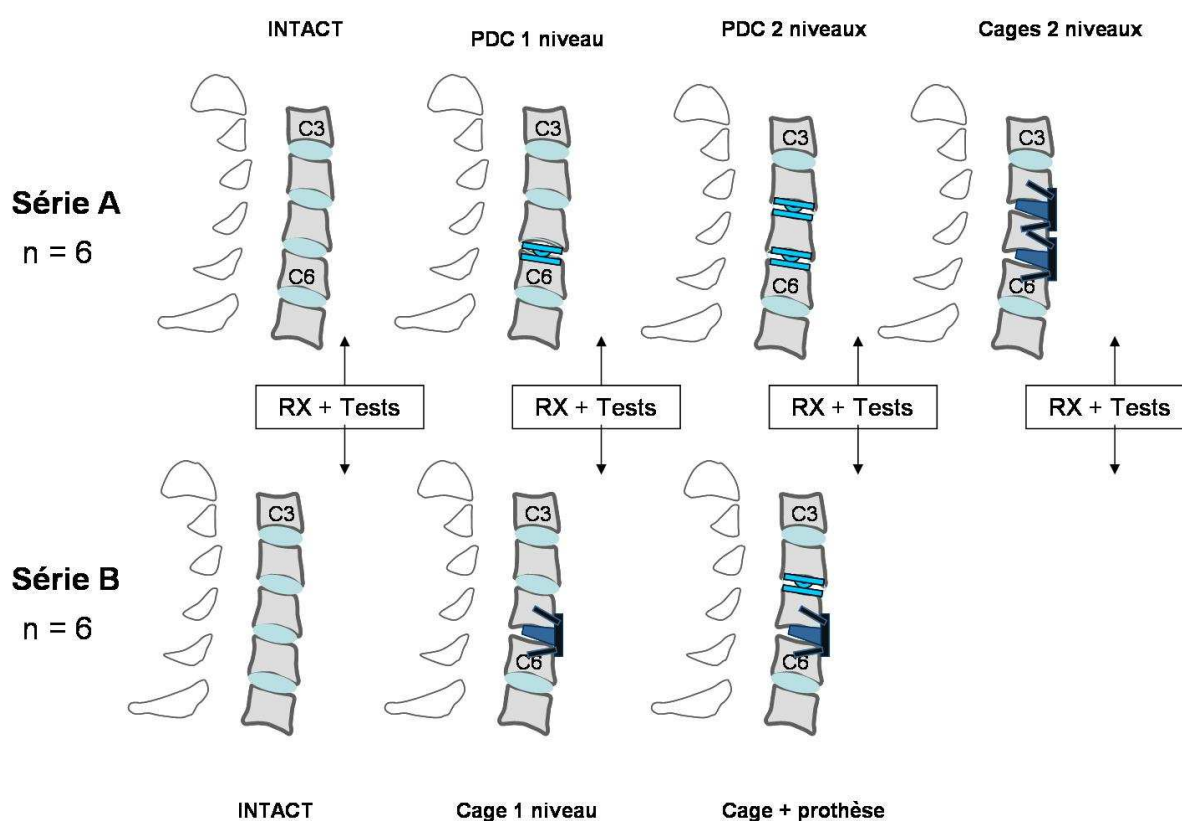 INTACT
PDC 1 niveau
PDC 2 niveaux
Cages 2 niveaux
C3
C3
C3
C3
Série A
n = 6
C6
C6
C6
C6
RX + Tests
RX + Tests
RX + Tests
RX + Tests
C3
C3
C3
Série B
n = 6
C6
C6
INTACT
Cage 1 niveau
Cage + prothèse